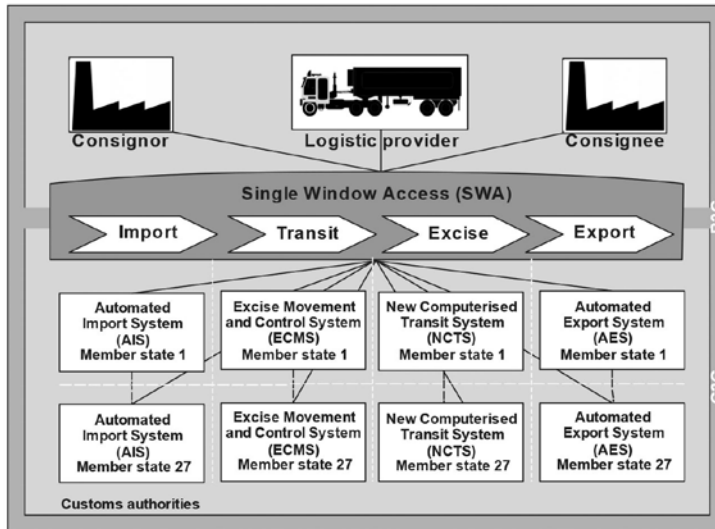 Consignor
Logistic provider
Consignee
Single Window Access (SWA)
Import
Transit
Excise
Export
Automated
Import System
(AIS)
Member state 1
Excise Movement
and Control System
(ECMS)
Member state 1
New Computerised
Transit System
(NCTS)
Member state 1
Automated
Export System
(AES)
Member state 1
Automated
Import System
(AIS)
Member state 27
Excise Movement
and Control System
(ECMS)
Member state 27
New Computerised
Transit System
(NCTS)
Member state 27
Automated
Export System
(AES)
Member state 27
Customs authorities